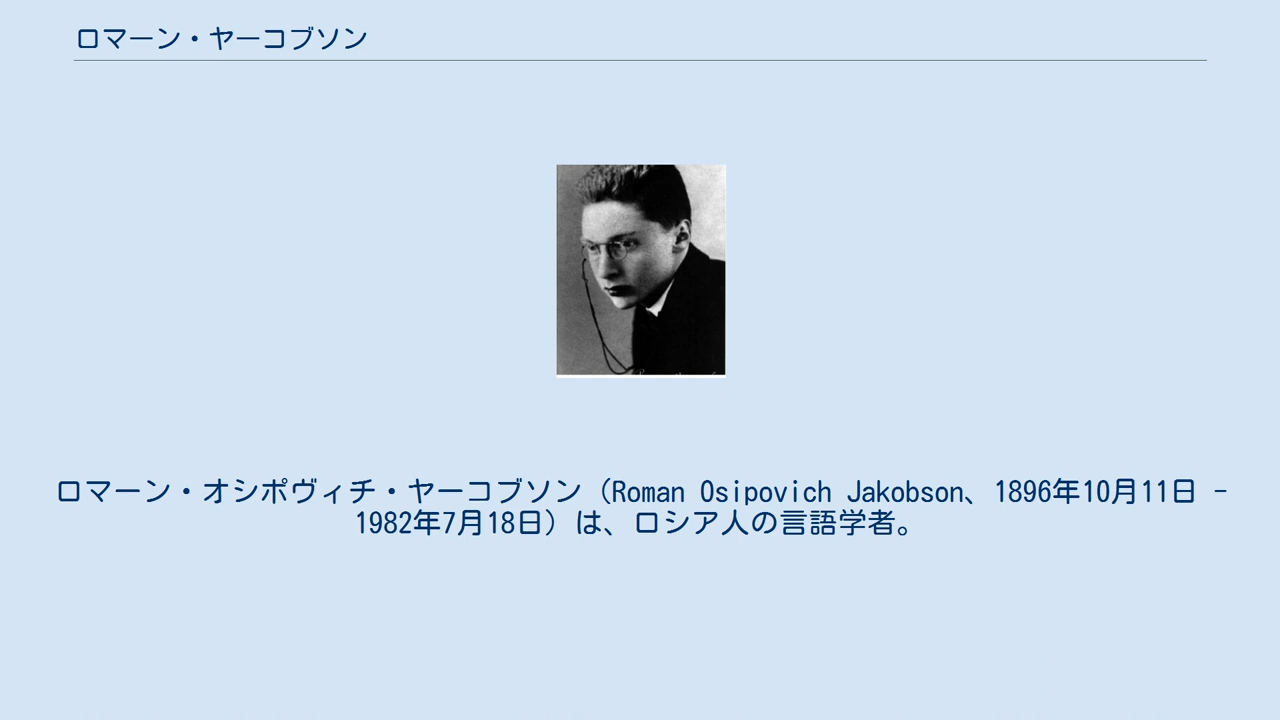 ロマーン・ヤーコブソン
ロマーン・オシポヴィチ・ヤーコブソン（Roman Osipovich Jakobson、1896年10月11日 -
1982年7月18日）は、ロシア人の言語学者。